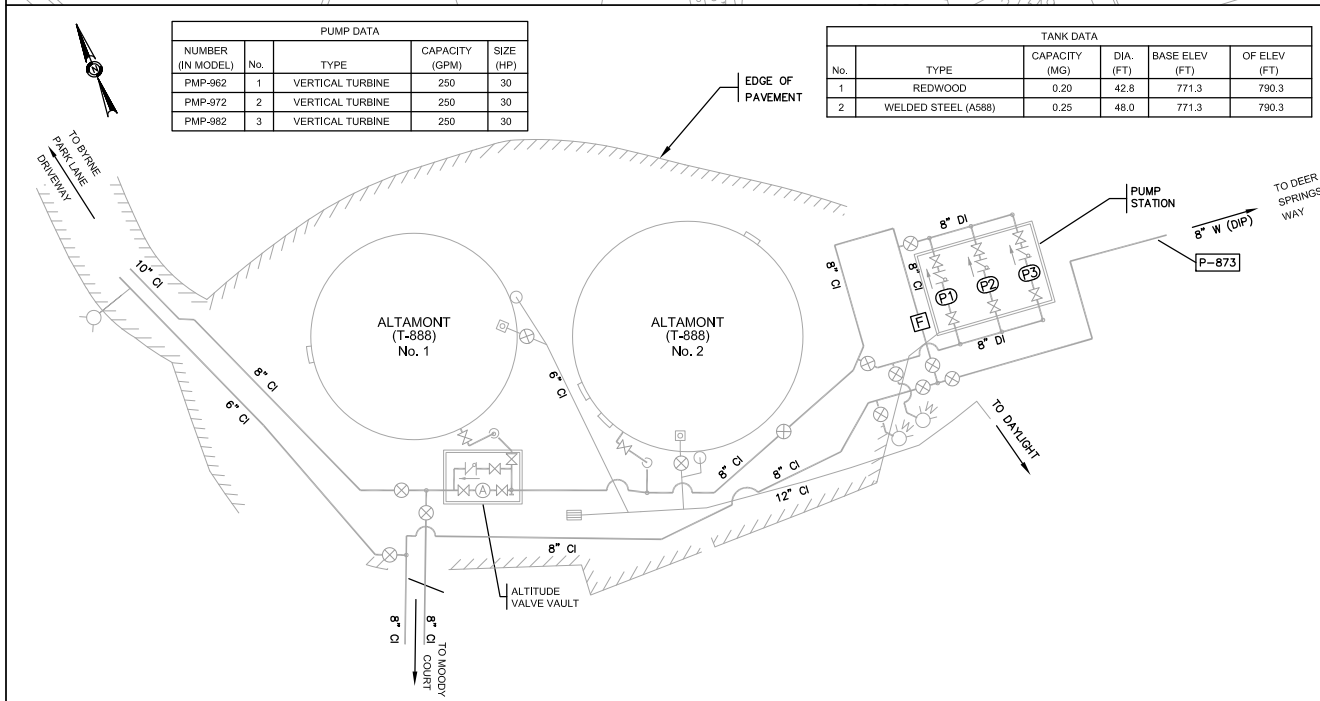 PUMP DATA
NUMBER (IN MODEL) No. TYPE CAPACITY (GPM) SIZE (HP)
PMP-962 1 VERTICAL TURBINE 250 30
PMP-972 2 VERTICAL TURBINE 250 30
PMP-982 3 VERTICAL TURBINE 250 30
TANK DATA
No. TYPE CAPACITY (MG) DIA. (FT) BASE ELEV (FT) OF ELEV (FT)
1 REDWOOD 0.20 42.8 771.3 790.3
2 WELDED STEEL (A588) 0.25 48.0 771.3 790.3
N
EDGE OF
PAVEMENT
TO BYRNE
PARK LANE
DRIVEWAY
PUMP
STATION
TO DEER
SPRINGS
WAY
8" W (DIP)
P-873
8" DI
8" CI
8" CI
P1
P2
P3
F
8" DI
10" CI
8" CI
6" CI
ALTAMONT
(T-888)
No. 1
6" CI
ALTAMONT
(T-888)
No. 2
TO DAYLIGHT
8" CI
8" CI
12" CI
A
8" CI
ALTITUDE
VALVE VAULT
8" CI
8" CI
TO MOODY
COURT